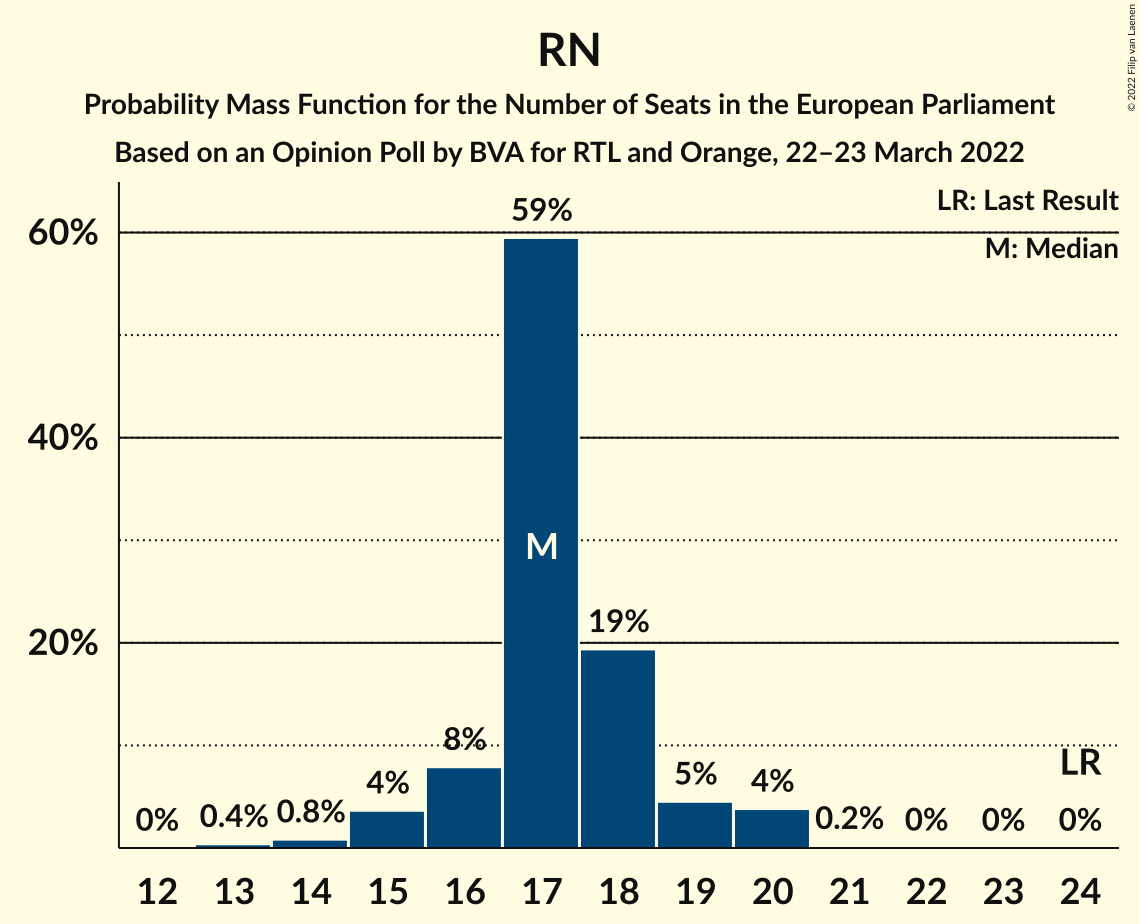 RN
Probability Mass Function for the Number of Seats in the European Parliament
Based on an Opinion Poll by BVA for RTL and Orange, 22–23 March 2022
© 2022 Filip van Laenen
LR: Last Result
M: Median
60%
40%
20%
0% 0.4% 0.8% 4% 8% 59% 19% 5% 4% 0.2% 0% 0% 0%
M
LR
12 13 14 15 16 17 18 19 20 21 22 23 24